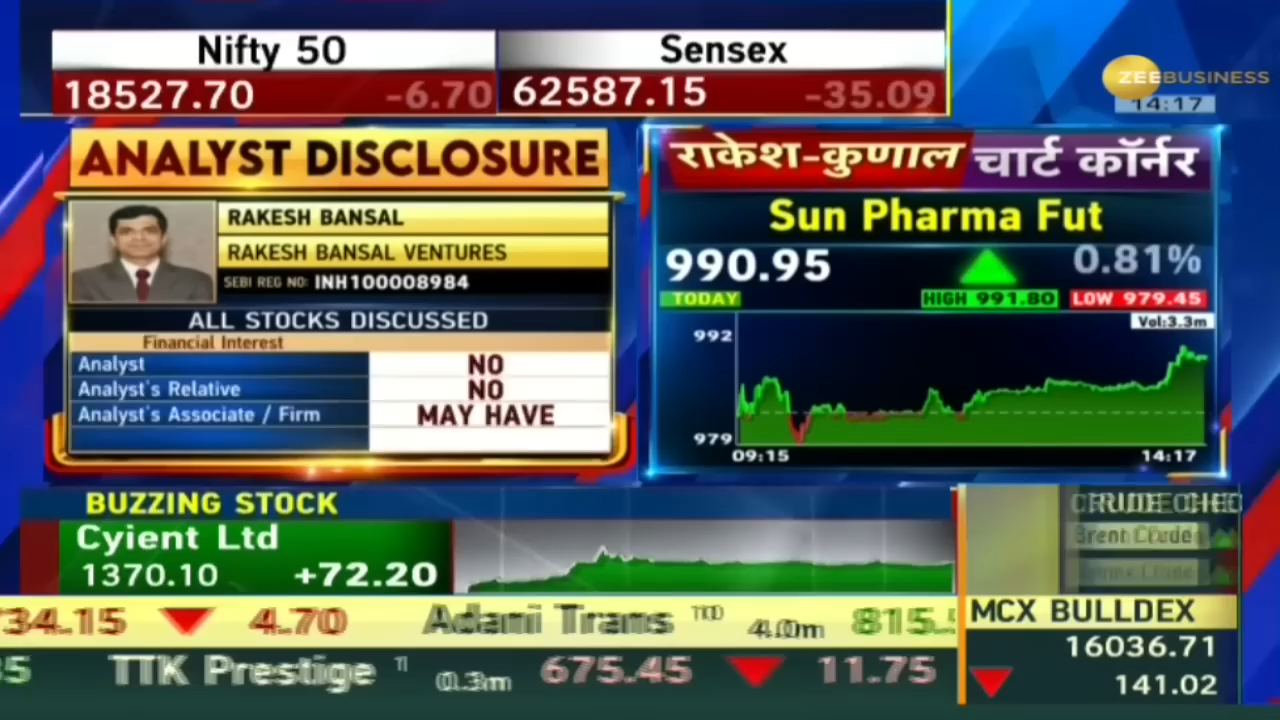 Nifty 50
18527.70 -6.70
Sensex
62587.15 -35.09
ZEEBUSINESS
14:17
ANALYST DISCLOSURE
RAKESH BANSAL
RAKESH BANSAL VENTURES
SEBI REG NO: INH100008984
ALL STOCKS DISCUSSED
Financial Interest
Analyst NO
Analyst's Relative NO
Analyst's Associate / Firm MAY HAVE
राकेश-कुणाल चार्ट कॉर्नर
Sun Pharma Fut
990.95 0.81%
TODAY HIGH 991.80 LOW 979.45
Vol:3.3m
992
979
09:15 14:17
BUZZING STOCK
Cyient Ltd
1370.10 +72.20
Brent Crude
MCX BULLDEX
16036.71
141.02
734.15 4.70 Adani Trans 4.0m 815.
5 TTK Prestige 0.3m 675.45 11.75